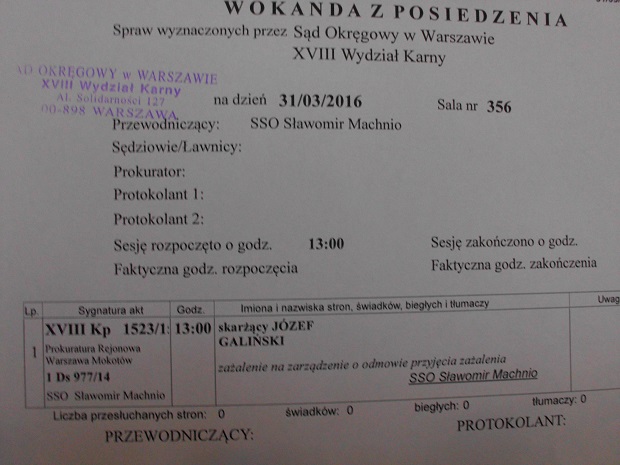 WOKANDA Z POSIEDZENIA
Spraw wyznaczonych przez Sąd Okręgowy w Warszawie
XVIII Wydział Karny
AD OKRĘGOWY w WARSZAWIE
XVIII Wydział Karny
Al. Solidarności 127
00-898 WARSZAWA
na dzień 31/03/2016 Sala nr 356
Przewodniczący: SSO Sławomir Machnio
Sędziowie/Lawnicy:
Prokurator:
Protokolant 1:
Protokolant 2:
Sesję rozpoczęto o godz. 13:00 Sesję zakończono o godz.
Faktyczna godz. rozpoczęcia Faktyczna godz. zakończenia
Lp. Sygnatura akt Godz. Imiona i nazwiska stron, świadków, biegłych i tłumaczy Uwag
1 XVIII Kp 1523/1 13:00 skarżący JÓZEF
GALIŃSKI
Prokuratura Rejonowa
Warszawa Mokotów
zażalenie na zarządzenie o odmowie przyjęcia zażalenia
1 Ds 977/14
SSO Sławomir Machnio
SSO Sławomir Machnio
Liczba przesłuchanych stron: 0 świadków: 0 biegłych: 0 tłumaczy: 0
PRZEWODNICZĄCY: PROTOKOLANT: